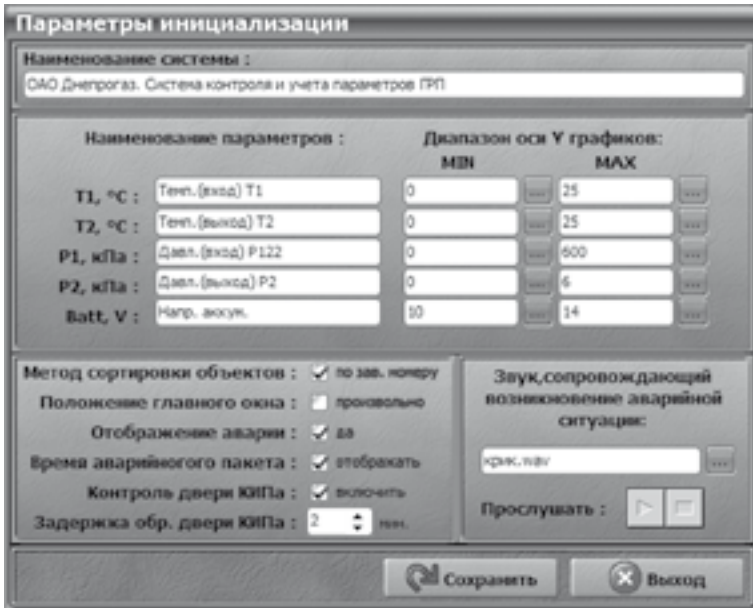 Параметры инициализации
Наименование системы :
ОАО Днепрогаз. Система контроля и учета параметров ГРП
Наименование параметров : Диапазон оси Y графиков:
MIN MAX
T1, °C : Темп.(вход) T1 0 ... 25 ...
T2, °C : Темп.(выход) T2 0 ... 25 ...
P1, кПа : Давл.(вход) P122 0 ... 600 ...
P2, кПа : Давл.(выход) P2 0 ... 6 ...
Batt, V : Напр. аккум. 10 ... 14 ...
Метод сортировки объектов : по зав. номеру
Положение главного окна : произвольно
Отображение аварии : да
Время аварийного пакета : отображать
Контроль двери КИПа : включить
Задержка обр. двери КИПа : 2 мин.
Звук,сопровождающий
возникновение аварийной
ситуации:
крик.wav ...
Прослушать :
Сохранить Выход